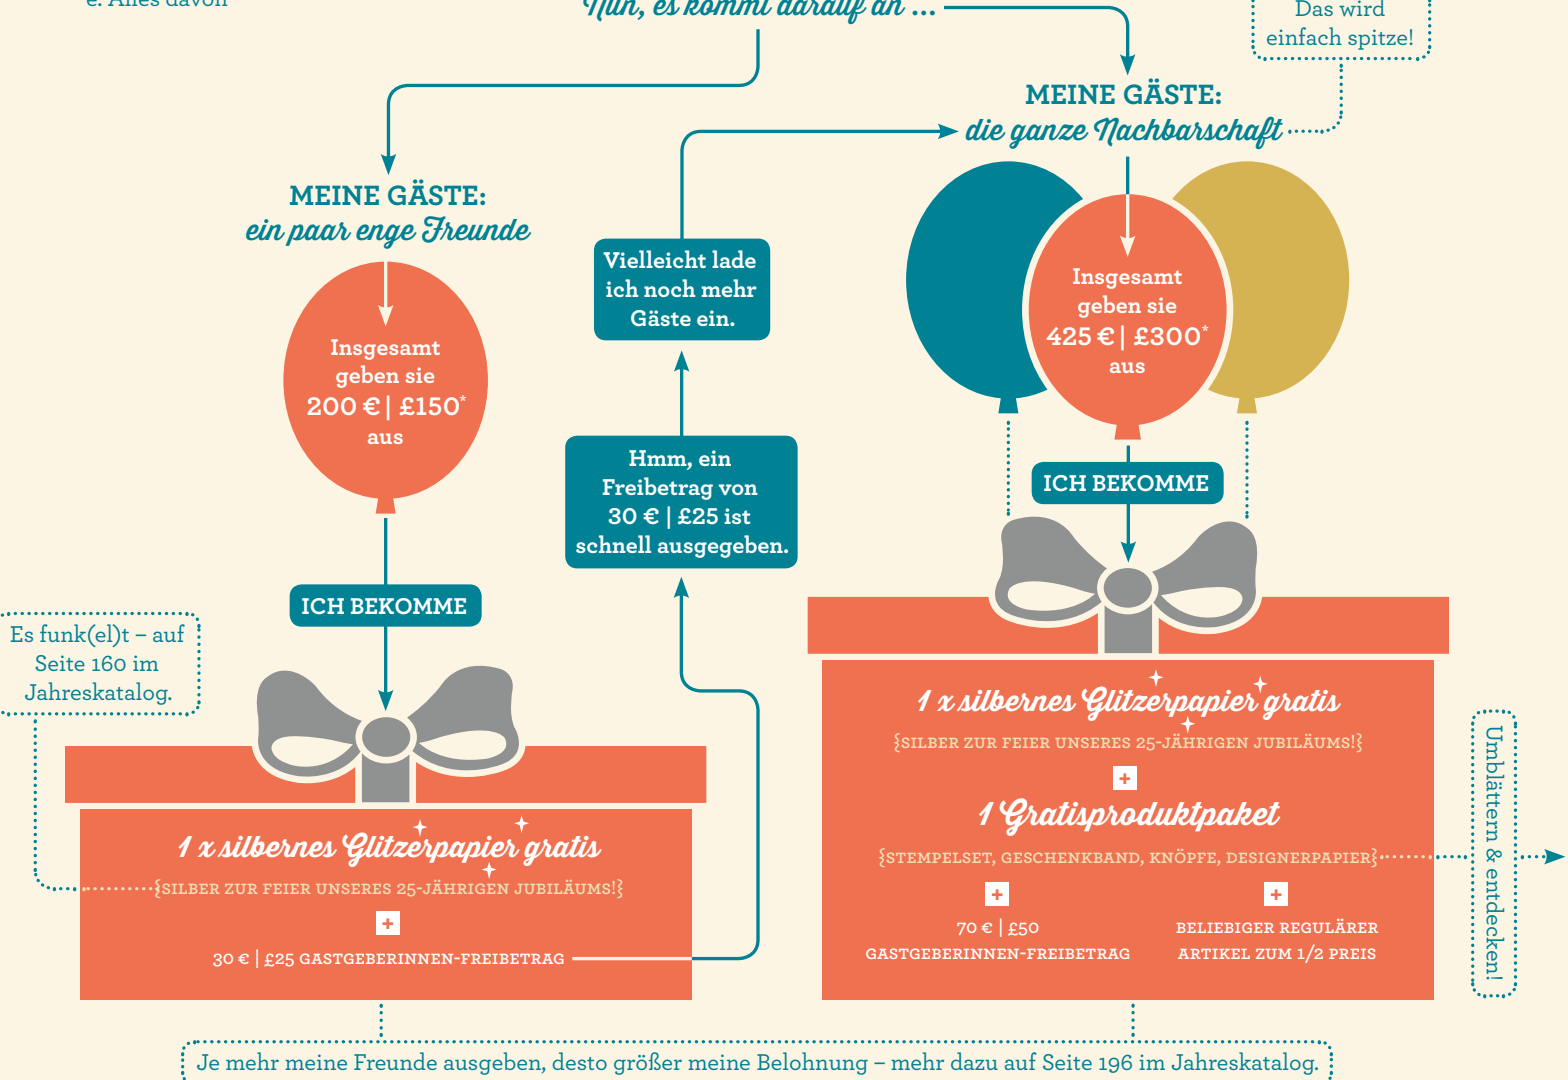 e. Alles davon
Nun, es kommt darauf an ...
Das wird
einfach spitze!
MEINE GÄSTE:
die ganze Nachbarschaft
MEINE GÄSTE:
ein paar enge Freunde
Vielleicht lade
ich noch mehr
Gäste ein.
Insgesamt
geben sie
425 € | £300*
aus
Insgesamt
geben sie
200 € | £150*
aus
Hmm, ein
Freibetrag von
30 € | £25 ist
schnell ausgegeben.
ICH BEKOMME
ICH BEKOMME
Es funk(el)t – auf
Seite 160 im
Jahreskatalog.
1 x silbernes Glitzerpapier gratis
{SILBER ZUR FEIER UNSERES 25-JÄHRIGEN JUBILÄUMS!}
+
30 € | £25 GASTGEBERINNEN-FREIBETRAG
1 x silbernes Glitzerpapier gratis
{SILBER ZUR FEIER UNSERES 25-JÄHRIGEN JUBILÄUMS!}
+
1 Gratisproduktpaket
{STEMPELSET, GESCHENKBAND, KNÖPFE, DESIGNERPAPIER}
+
70 € | £50
GASTGEBERINNEN-FREIBETRAG
+
BELIEBIGER REGULÄRER
ARTIKEL ZUM 1/2 PREIS
Umblättern & entdecken!
Je mehr meine Freunde ausgeben, desto größer meine Belohnung – mehr dazu auf Seite 196 im Jahreskatalog.